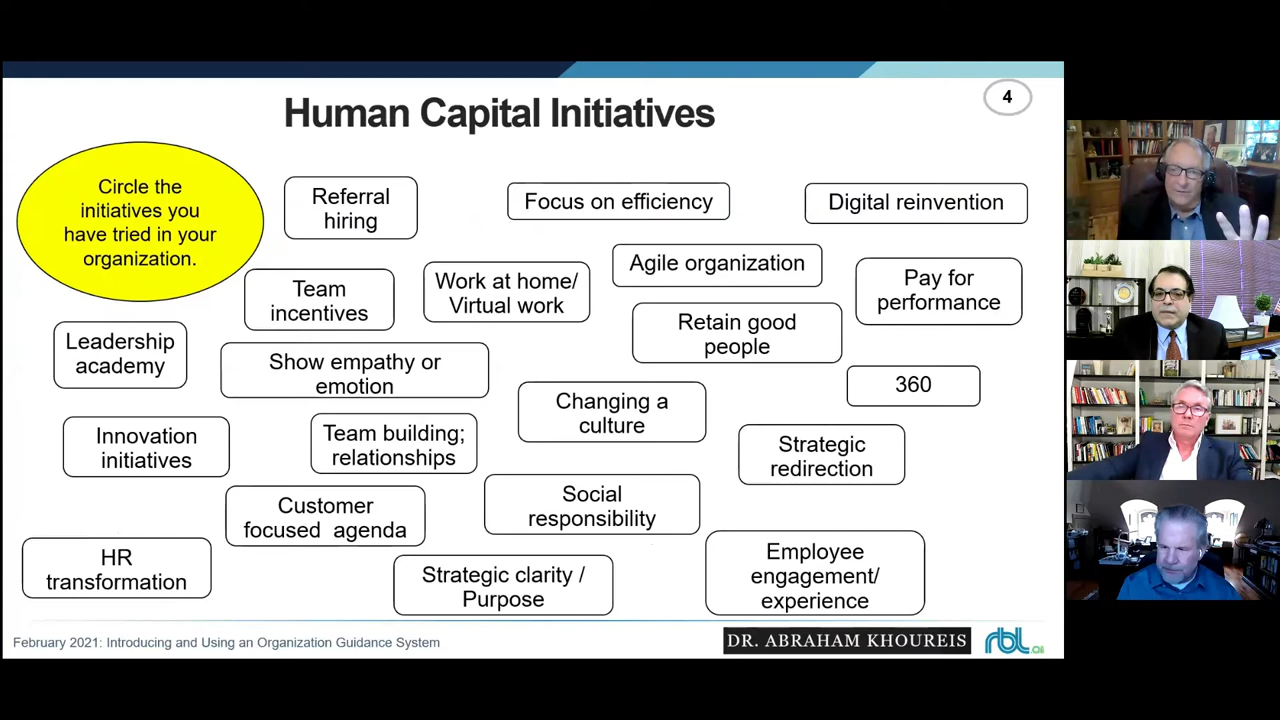 Human Capital Initiatives
4
Circle the
initiatives you
have tried in your
organization.
Referral
hiring
Focus on efficiency
Digital reinvention
Team
incentives
Work at home/
Virtual work
Agile organization
Pay for
performance
Leadership
academy
Show empathy or
emotion
Retain good
people
360
Innovation
initiatives
Team building;
relationships
Changing a
culture
Strategic
redirection
Customer
focused agenda
Social
responsibility
HR
transformation
Strategic clarity /
Purpose
Employee
engagement/
experience
February 2021: Introducing and Using an Organization Guidance System
DR. ABRAHAM KHOUREIS
rbl.ai